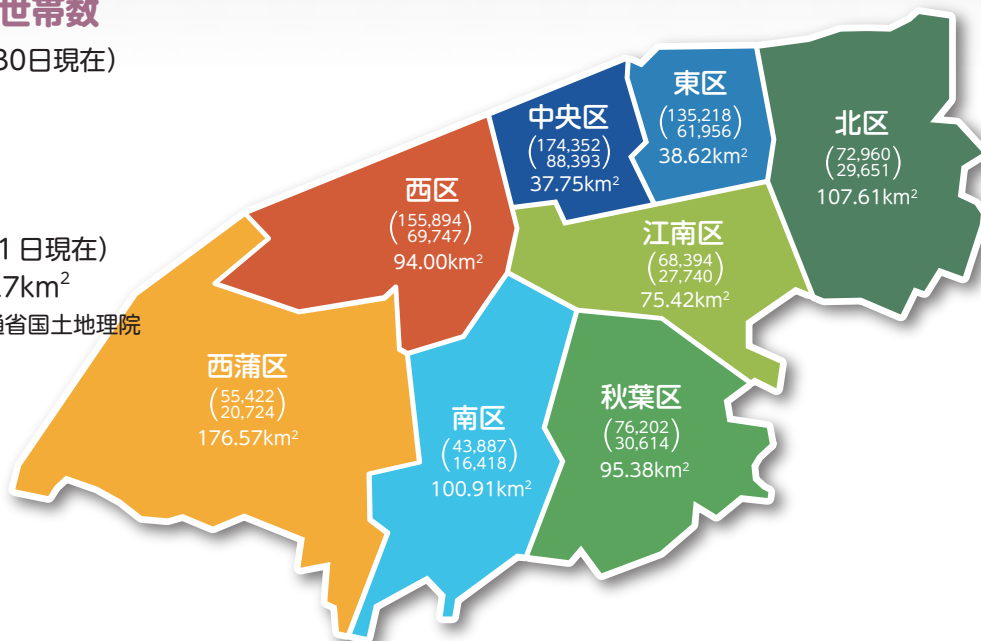 世帯数
30日現在）
1日現在）
7km²
省国土地理院
中央区
(174,352
88,393)
37.75km²
東区
(135,218
61,956)
38.62km²
北区
(72,960
29,651)
107.61km²
西区
(155,894
69,747)
94.00km²
江南区
(68,394
27,740)
75.42km²
西蒲区
(55,422
20,724)
176.57km²
南区
(43,887
16,418)
100.91km²
秋葉区
(76,202
30,614)
95.38km²